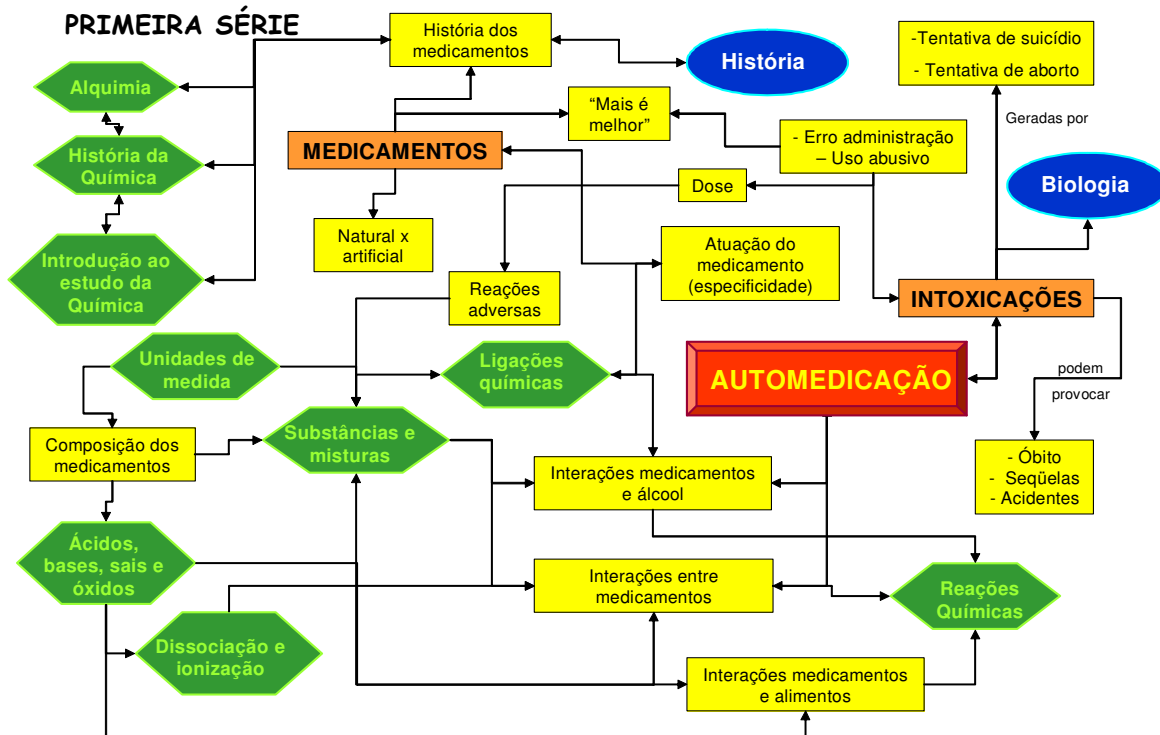 PRIMEIRA SÉRIE
História dos
medicamentos
História
-Tentativa de suicídio
- Tentativa de aborto
Alquimia
“Mais é
melhor”
Geradas por
História da
Química
MEDICAMENTOS
- Erro administração
– Uso abusivo
Biologia
Dose
Natural x
artificial
Atuação do
medicamento
(especificidade)
Introdução ao
estudo da
Química
Reações
adversas
INTOXICAÇÕES
Unidades de
medida
Ligações
químicas
AUTOMEDICAÇÃO
podem
provocar
Composição dos
medicamentos
Substâncias e
misturas
Interações medicamentos
e álcool
- Óbito
- Seqüelas
- Acidentes
Ácidos,
bases, sais e
óxidos
Interações entre
medicamentos
Reações
Químicas
Dissociação e
ionização
Interações medicamentos
e alimentos